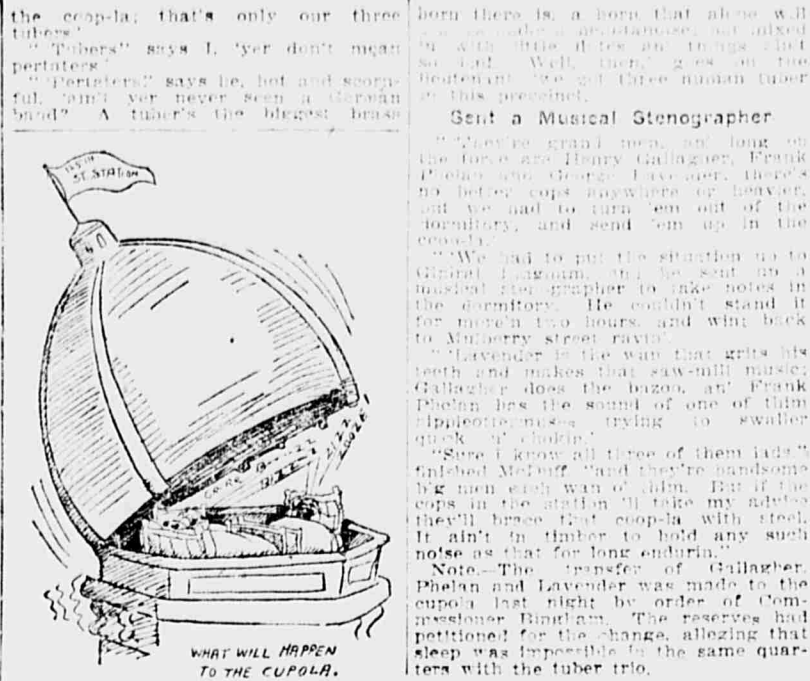 the coop-la; that's only our three
tubers'
" 'Tubers" says I, 'yer don't mean
pertaters'
" 'Pertaters?' says he, hot and scorn-
ful, 'ain't yer never seen a German
band? A tuber's the biggest brass
ST. STATION
WHAT WILL HAPPEN
TO THE CUPOLA.
horn there is, a horn that alone will
mixed
in with little
so bad. Well, then,' goes on the
lieutenant, 'we got three human tuber
in this precinct.
Sent a Musical Stenographer
" 'They're grand men, an' long on
the force are Henry Gallagher, Frank
Phelan and George Lavender, there's
no better cops anywhere or heavier,
but we had to turn 'em out of the
dormitory, and send 'em up in the
coop-la.'
" 'We had to put the situation up to
and he sent up a
musical stenographer to take notes in
the dormitory. He couldn't stand it
for more'n two hours, and wint back
to Mulberry street ravin'.
" 'Lavender is the wan that grits his
teeth and makes that saw-mill music;
Gallagher does the bazoo, an' Frank
Phelan has the sound of one of thim
trying to swaller
quick an' chokin'.'
"Sure I know all three of them lads,"
finished McDuff, "and they're handsome
big men each wan o' thim. But if the
cops in the station 'll take my advice
they'll brace that coop-la with steel.
It ain't in timber to hold any such
noise as that for long endurin."
Note.—The transfer of Gallagher,
Phelan and Lavender was made to the
cupola last night by order of Com-
missioner Bingham. The reserves had
petitioned for the change, alleging that
sleep was impossible in the same quar-
ters with the tuber trio.